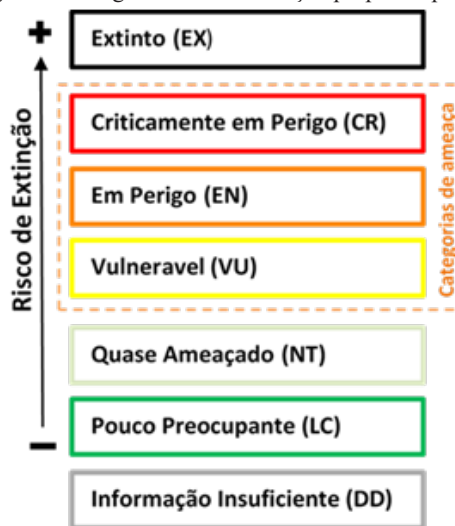 +
Extinto (EX)
Criticamente em Perigo (CR)
Em Perigo (EN)
Vulneravel (VU)
Categorias de ameaça
Quase Ameaçado (NT)
Pouco Preocupante (LC)
Informação Insuficiente (DD)
Risco de Extinção
−